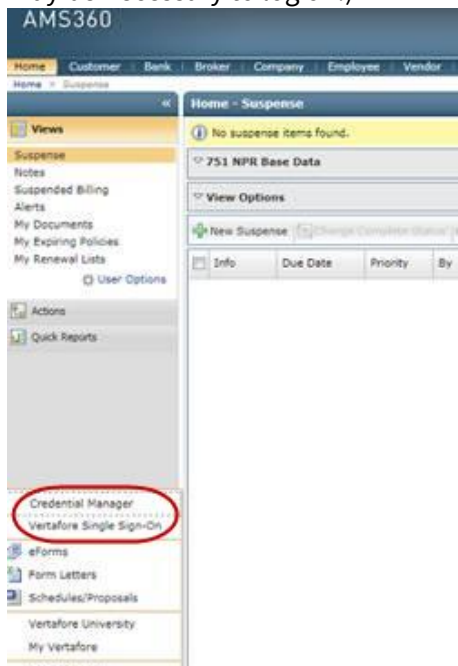 AMS360
Home Customer Bank Broker Company Employee Vendor
Home > Suspense
«
Home - Suspense
Views
No suspense items found.
Suspense
Notes
Suspended Billing
Alerts
My Documents
My Expiring Policies
My Renewal Lists
User Options
751 NPR Base Data
View Options
New Suspense Change Complete Status
Info Due Date Priority By
Actions
Quick Reports
Credential Manager
Vertafore Single Sign-On
eForms
Form Letters
Schedules/Proposals
Vertafore University
My Vertafore